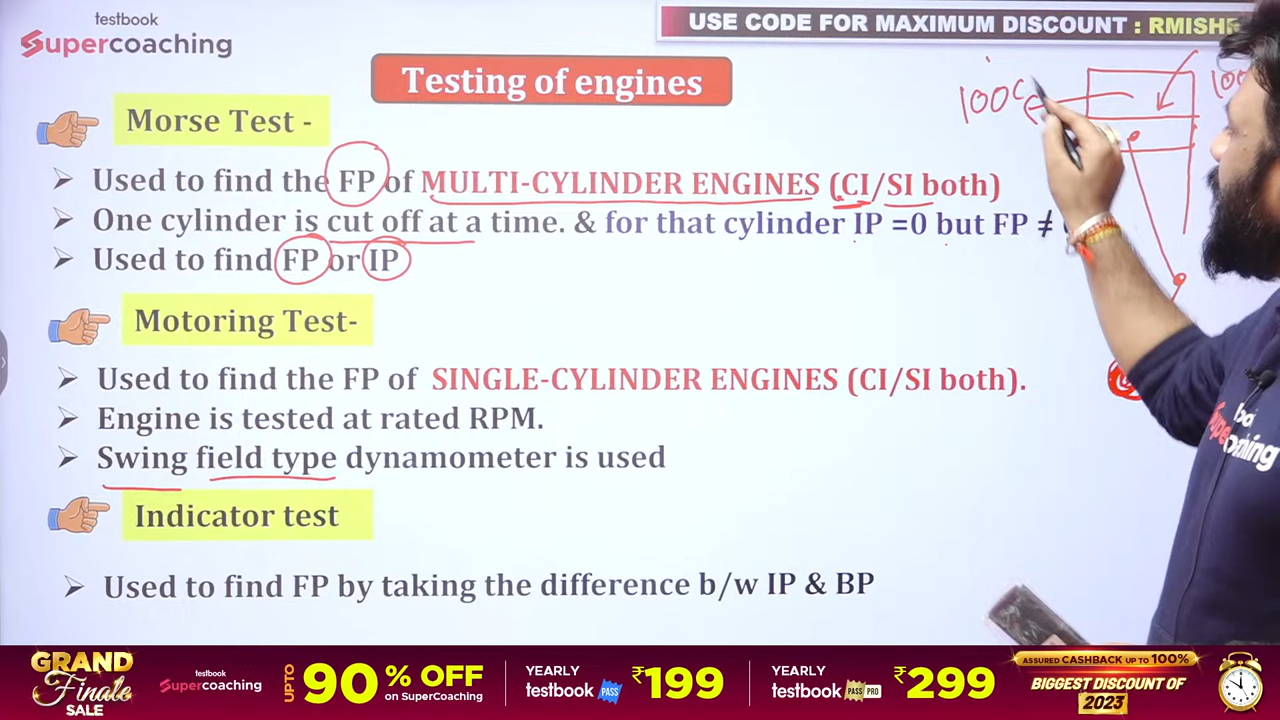 testbook
Supercoaching
USE CODE FOR MAXIMUM DISCOUNT : RMISHR
Testing of engines
Morse Test -
➢ Used to find the FP of MULTI-CYLINDER ENGINES (CI/SI both)
➢ One cylinder is cut off at a time. & for that cylinder IP =0 but FP ≠
➢ Used to find FP or IP
Motoring Test-
➢ Used to find the FP of SINGLE-CYLINDER ENGINES (CI/SI both).
➢ Engine is tested at rated RPM.
➢ Swing field type dynamometer is used
Indicator test
➢ Used to find FP by taking the difference b/w IP & BP
GRAND
Finale
SALE
testbook
Supercoaching
UPTO 90% OFF
on SuperCoaching
YEARLY
testbook PASS
₹199
YEARLY
testbook PASS PRO
₹299
ASSURED CASHBACK UP TO 100%
BIGGEST DISCOUNT OF
2023